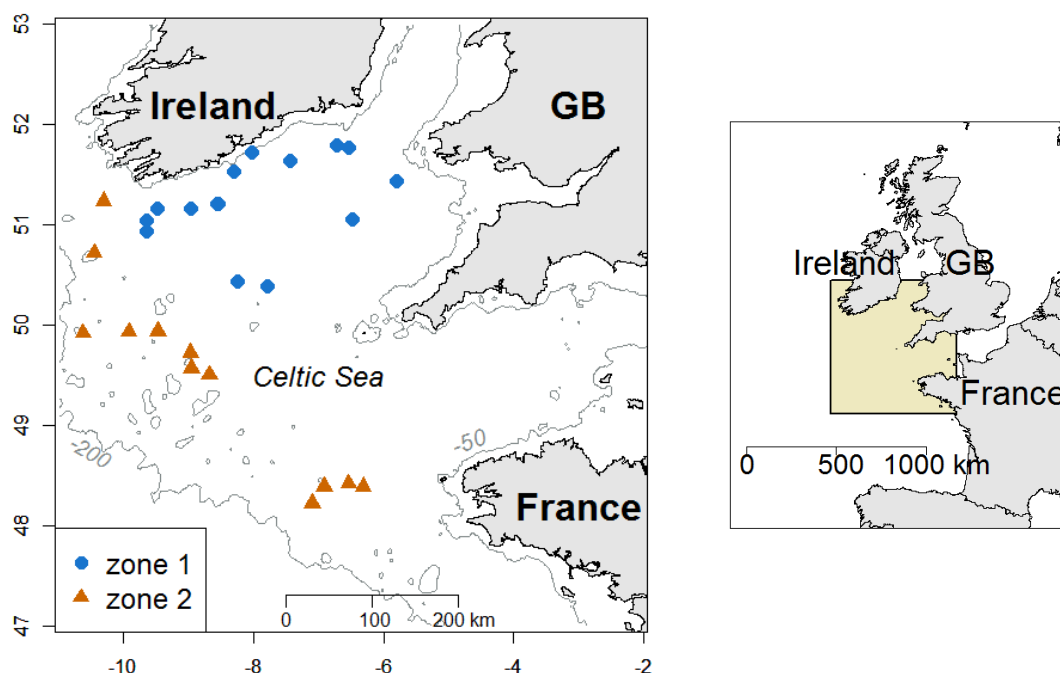 53
52
51
50
49
48
47
Ireland
GB
Celtic Sea
-200
-50
France
zone 1
zone 2
0 100 200 km
-10 -8 -6 -4 -2
Ireland GB
France
0 500 1000 km